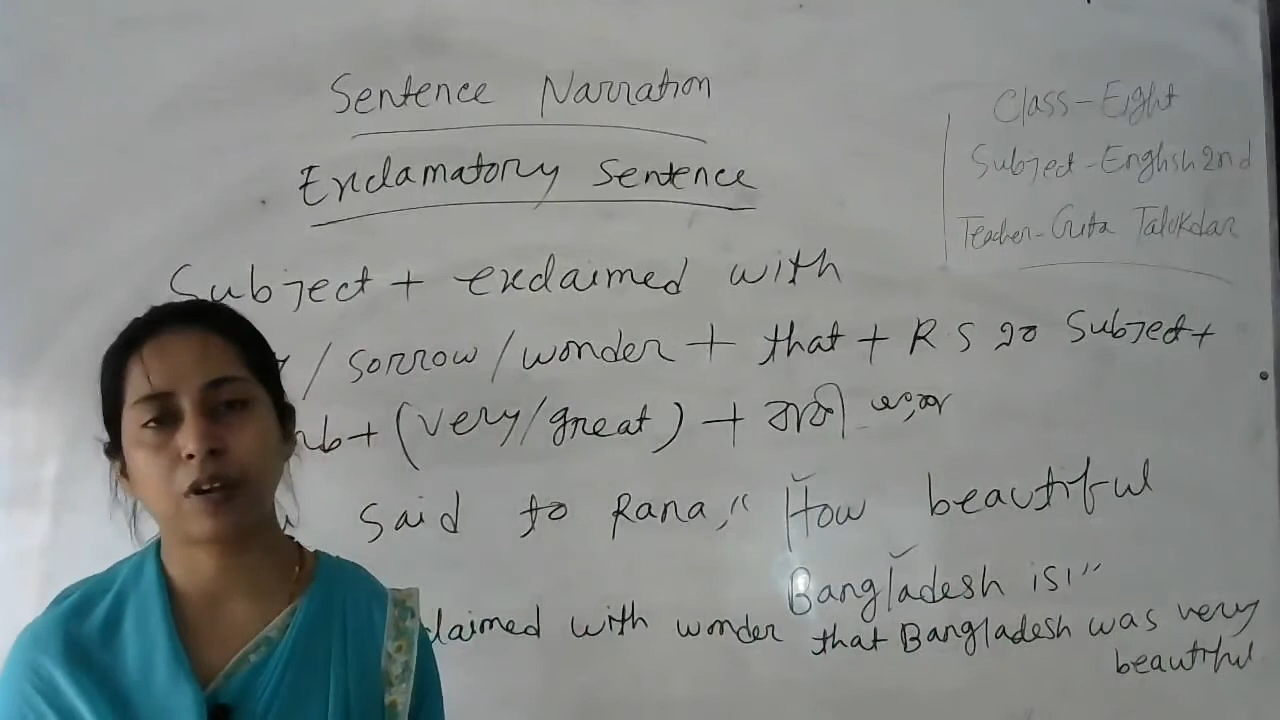 Sentence Narration
Exclamatory Sentence
Class-Eight
Subject-English 2nd
Teacher-Gita Talukdar
Subject + exclaimed with
/ sorrow/wonder + that + R S এর Subject +
+ (very/great) + বাকী অংশ
said to Rana, " How beautiful
Bangladesh is!"
claimed with wonder that Bangladesh was very
beautiful